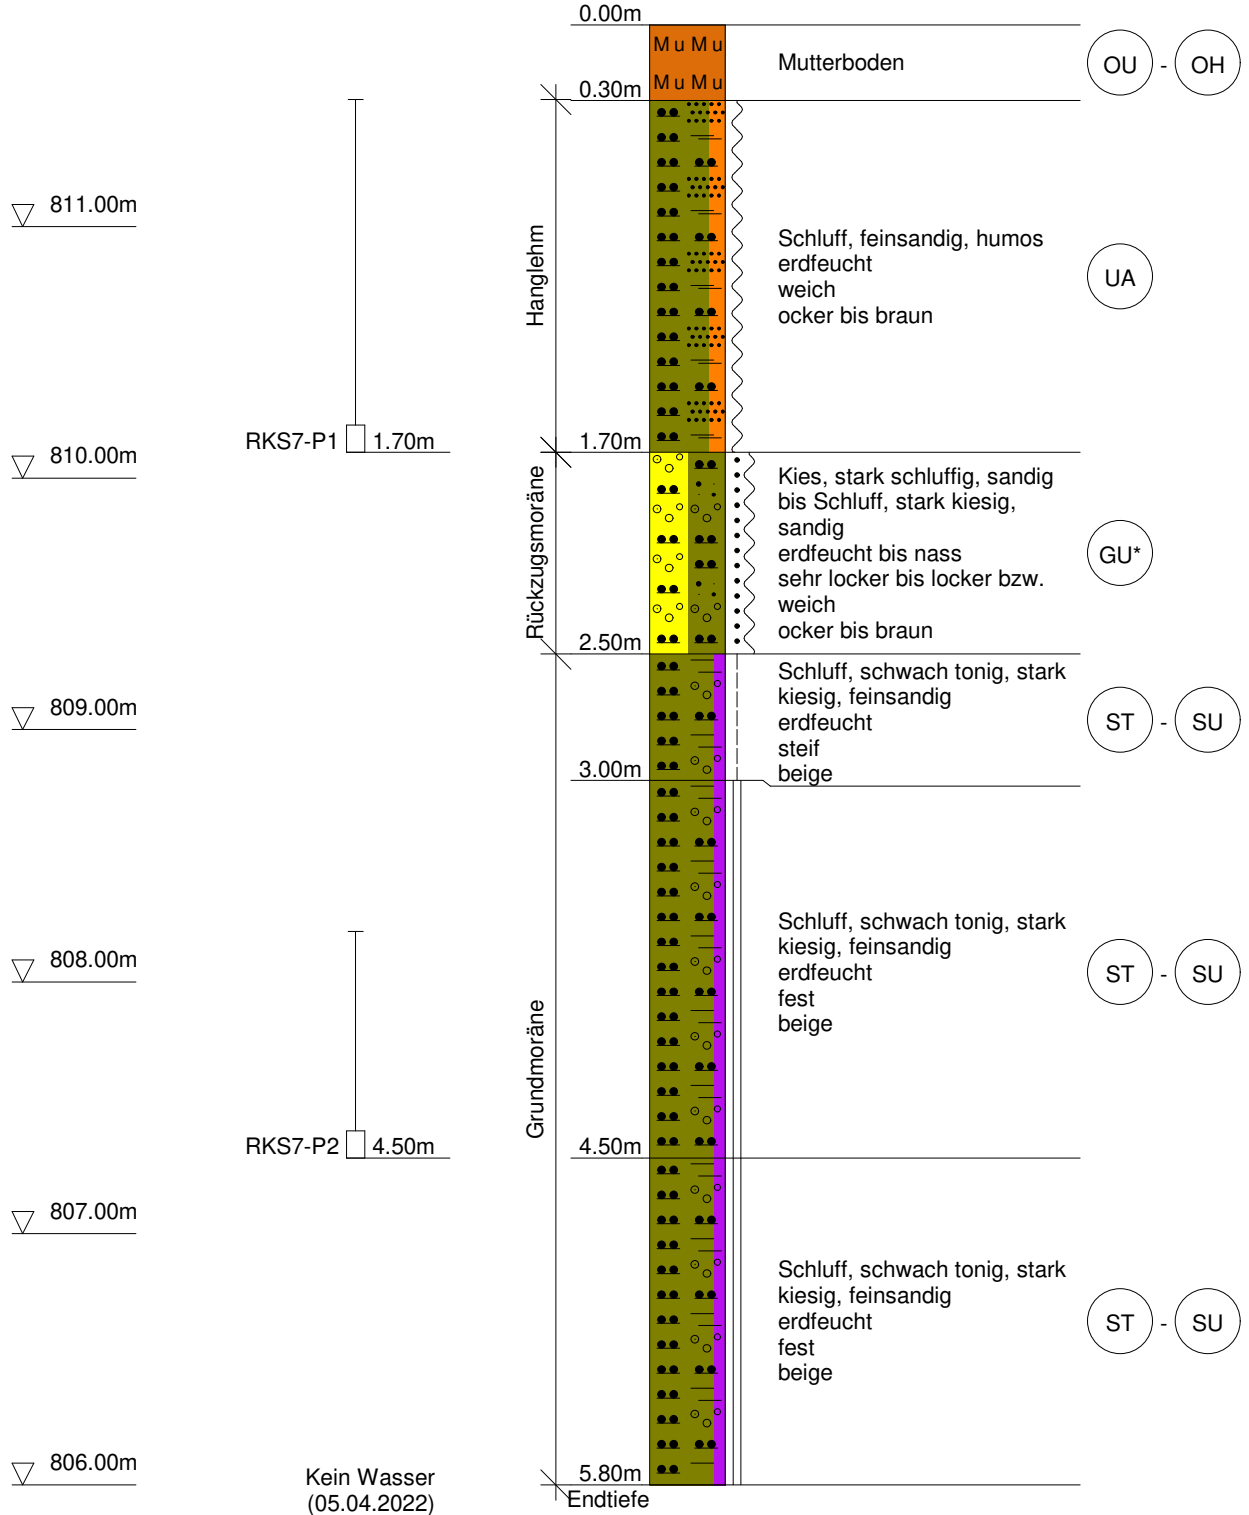 0.00m
Mu Mu
Mu Mu
Mutterboden
OU - OH
0.30m
811.00m
Hanglehm
Schluff, feinsandig, humos
erdfeucht
weich
ocker bis braun
UA
RKS7-P1 1.70m
1.70m
810.00m
Rückzugsmoräne
Kies, stark schluffig, sandig
bis Schluff, stark kiesig,
sandig
erdfeucht bis nass
sehr locker bis locker bzw.
weich
ocker bis braun
GU*
2.50m
809.00m
Schluff, schwach tonig, stark
kiesig, feinsandig
erdfeucht
steif
beige
ST - SU
3.00m
808.00m
Grundmoräne
Schluff, schwach tonig, stark
kiesig, feinsandig
erdfeucht
fest
beige
ST - SU
RKS7-P2 4.50m
4.50m
807.00m
Schluff, schwach tonig, stark
kiesig, feinsandig
erdfeucht
fest
beige
ST - SU
806.00m
Kein Wasser
(05.04.2022)
5.80m
Endtiefe